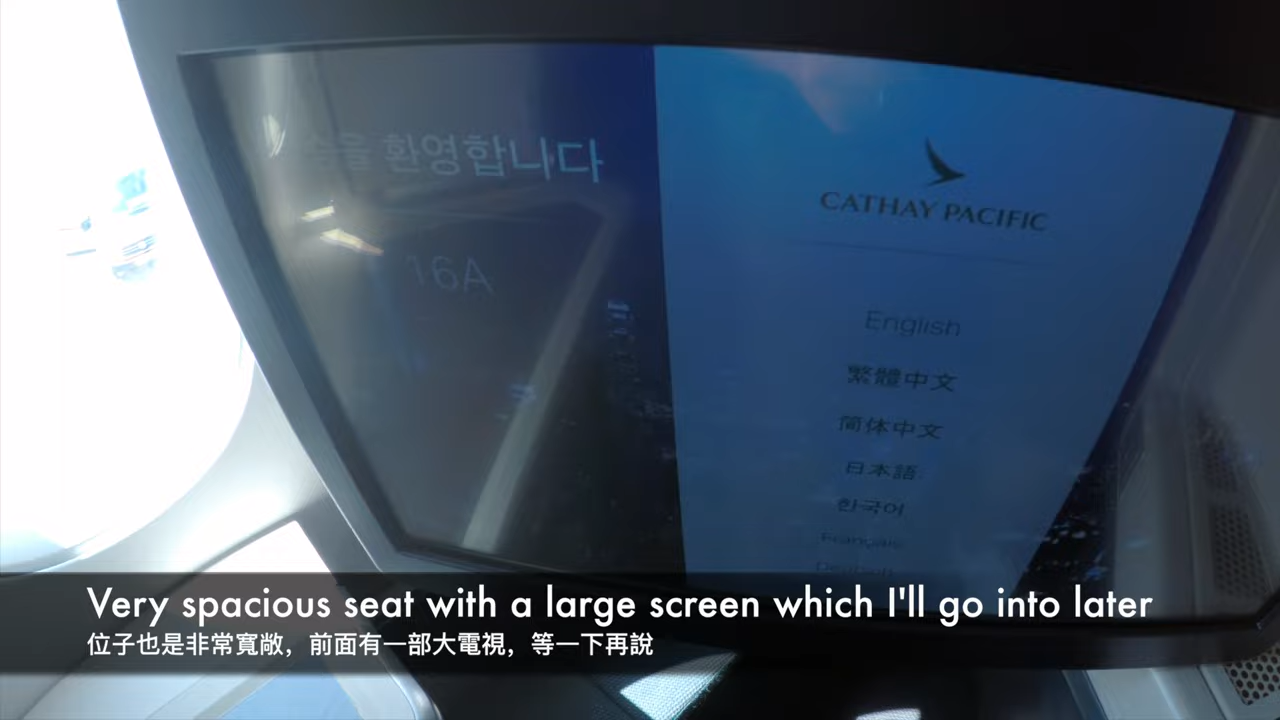 환영합니다
16A
CATHAY PACIFIC
English
繁體中文
简体中文
日本語
한국어
Français
Deutsch
Very spacious seat with a large screen which I'll go into later
位子也是非常寬敞，前面有一部大電視，等一下再說